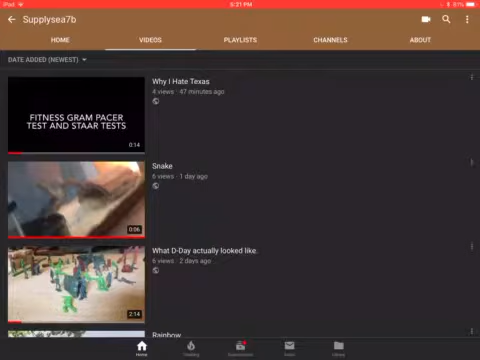 iPad
5:21 PM
81%
Supplysea7b
HOME
VIDEOS
PLAYLISTS
CHANNELS
ABOUT
DATE ADDED (NEWEST)
FITNESS GRAM PACER
TEST AND STAAR TESTS
0:14
Why I Hate Texas
4 views · 47 minutes ago
0:06
Snake
6 views · 1 day ago
2:14
What D-Day actually looked like.
6 views · 2 days ago
Rainbow
Home
Trending
Subscriptions
Inbox
Library